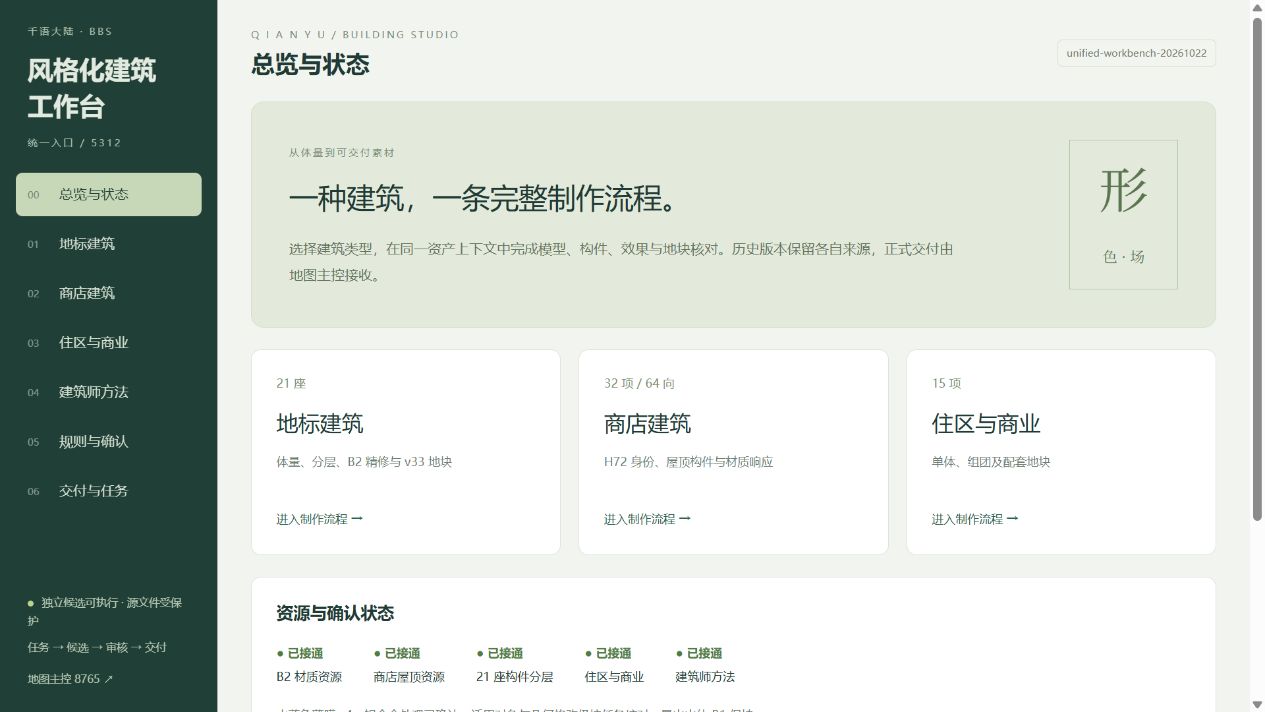 千语大陆 · BBS
风格化建筑
工作台
统一入口 / 5312
00 总览与状态
01 地标建筑
02 商店建筑
03 住区与商业
04 建筑师方法
05 规则与确认
06 交付与任务
独立候选可执行 · 源文件受保
护
任务 → 候选 → 审核 → 交付
地图主控 8765 ↗
QIANYU / BUILDING STUDIO
总览与状态
unified-workbench-20261022
从体量到可交付素材
一种建筑，一条完整制作流程。
选择建筑类型，在同一资产上下文中完成模型、构件、效果与地块核对。历史版本保留各自来源，正式交付由
地图主控接收。
形
色 · 场
21 座
地标建筑
体量、分层、B2 精修与 v33 地块
进入制作流程 →
32 项 / 64 向
商店建筑
H72 身份、屋顶构件与材质响应
进入制作流程 →
15 项
住区与商业
单体、组团及配套地块
进入制作流程 →
资源与确认状态
已接通 已接通 已接通 已接通 已接通
B2 材质资源 商店屋顶资源 21 座构件分层 住区与商业 建筑师方法